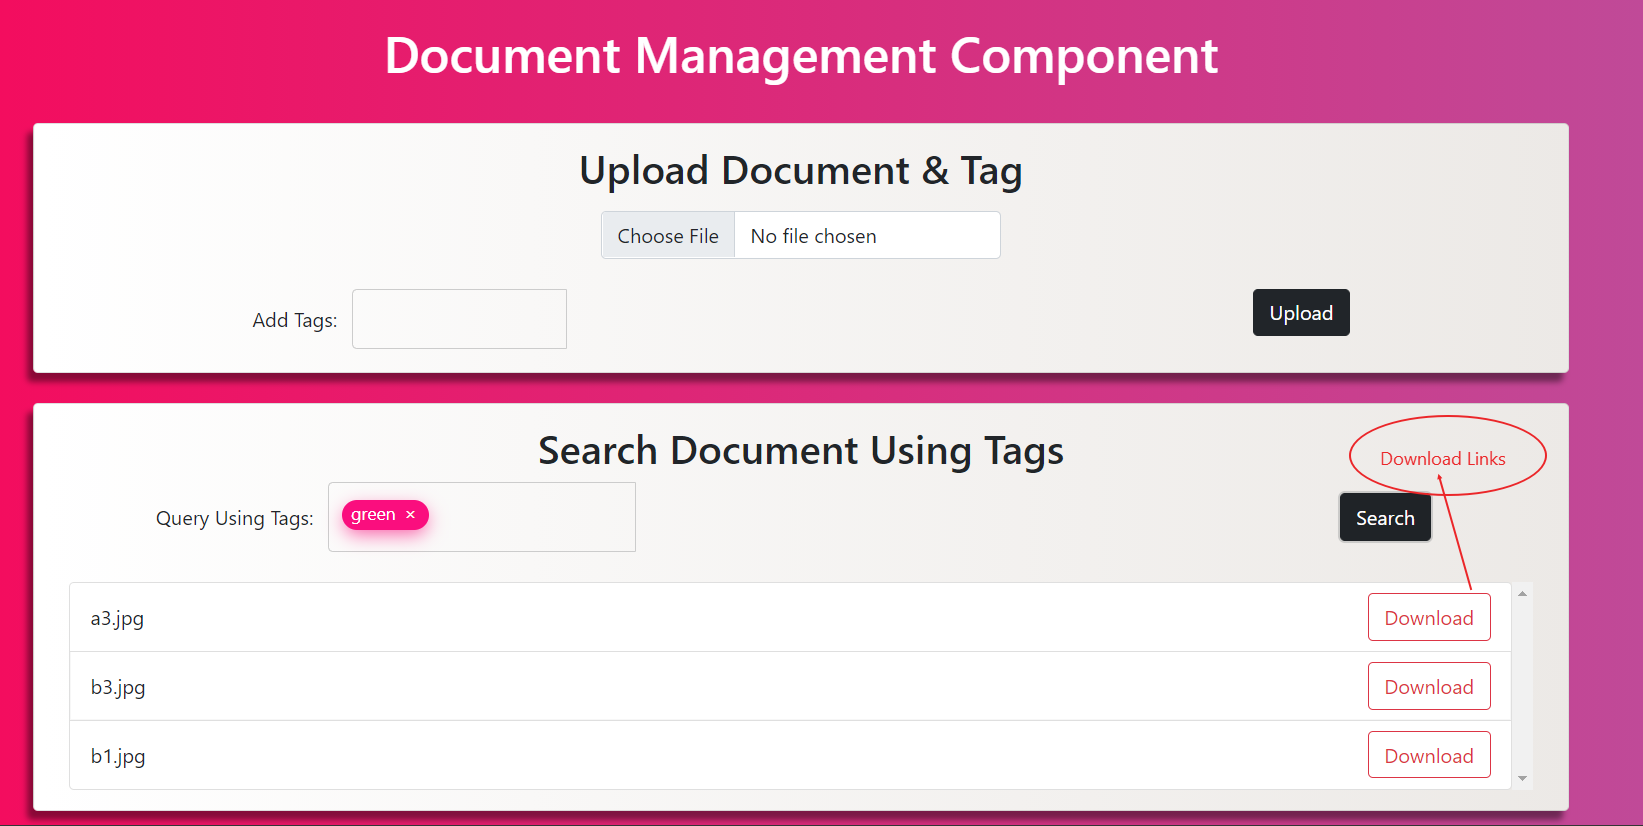 Document Management Component
Upload Document & Tag
Choose File No file chosen
Add Tags:
Upload
Search Document Using Tags
Download Links
Query Using Tags:
green ×
Search
a3.jpg Download
b3.jpg Download
b1.jpg Download